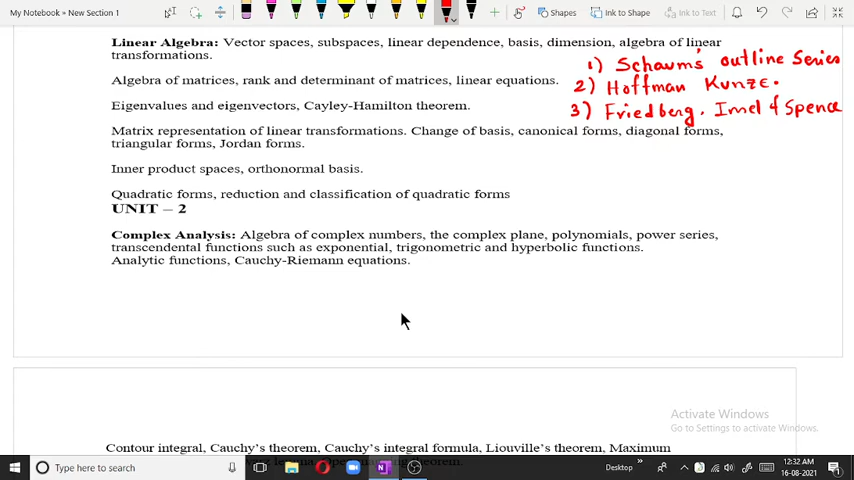 My Notebook » New Section 1
Shapes
Ink to Shape
Ink to Text
Linear Algebra: Vector spaces, subspaces, linear dependence, basis, dimension, algebra of linear
transformations.
1) Schaum's outline Series
Algebra of matrices, rank and determinant of matrices, linear equations.
2) Hoffman Kunze.
Eigenvalues and eigenvectors, Cayley-Hamilton theorem.
3) Friedberg, Insel & Spence
Matrix representation of linear transformations. Change of basis, canonical forms, diagonal forms,
triangular forms, Jordan forms.
Inner product spaces, orthonormal basis.
Quadratic forms, reduction and classification of quadratic forms
UNIT – 2
Complex Analysis: Algebra of complex numbers, the complex plane, polynomials, power series,
transcendental functions such as exponential, trigonometric and hyperbolic functions.
Analytic functions, Cauchy-Riemann equations.
Activate Windows
Go to Settings to activate Windows.
Contour integral, Cauchy's theorem, Cauchy's integral formula, Liouville's theorem, Maximum
Type here to search
Desktop
12:32 AM
16-08-2021